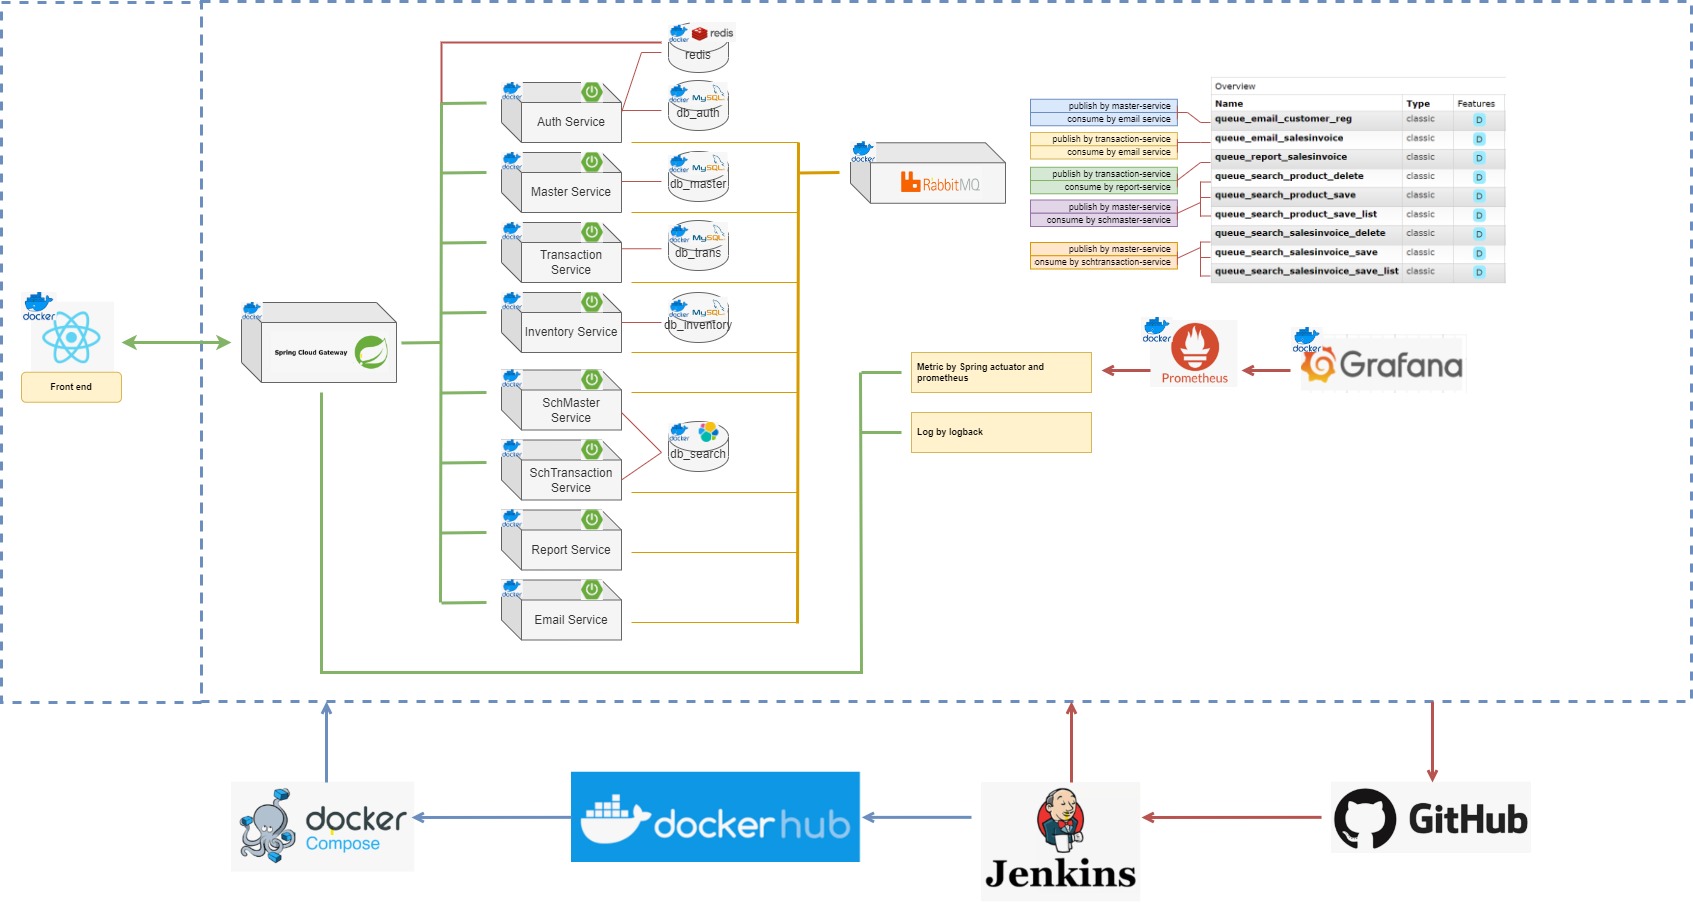 docker
redis
redis
docker
Auth Service
docker
MySQL
db_auth
docker
Master Service
docker
MySQL
db_master
docker
Transaction
Service
docker
MySQL
db_trans
docker
Inventory Service
docker
MySQL
db_inventory
docker
SchMaster
Service
docker
SchTransaction
Service
docker
db_search
docker
Report Service
docker
Email Service
docker
RabbitMQ
publish by master-service
consume by email service
publish by transaction-service
consume by email service
publish by transaction-service
consume by report-service
publish by master-service
consume by schmaster-service
publish by master-service
onsume by schtransaction-service
Overview
Name Type Features
queue_email_customer_reg classic D
queue_email_salesinvoice classic D
queue_report_salesinvoice classic D
queue_search_product_delete classic D
queue_search_product_save classic D
queue_search_product_save_list classic D
queue_search_salesinvoice_delete classic D
queue_search_salesinvoice_save classic D
queue_search_salesinvoice_save_list classic D
docker
Front end
docker
Spring Cloud Gateway
Metric by Spring actuator and
prometheus
Log by logback
docker
Prometheus
docker
Grafana
docker
Compose
dockerhub
Jenkins
GitHub